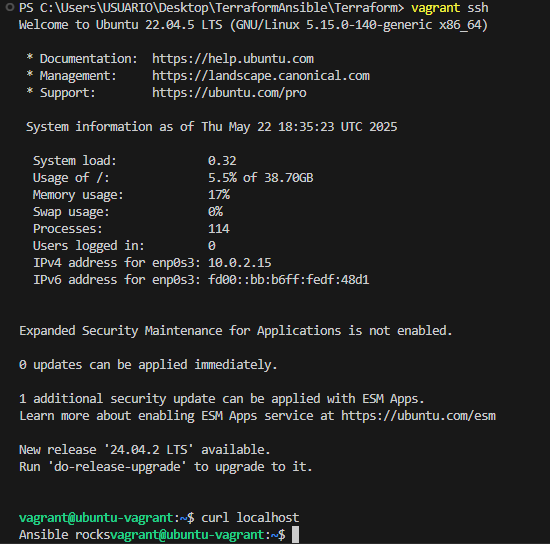 PS C:\Users\USUARIO\Desktop\TerraformAnsible\Terraform> vagrant ssh
Welcome to Ubuntu 22.04.5 LTS (GNU/Linux 5.15.0-140-generic x86_64)
* Documentation:  https://help.ubuntu.com
* Management:     https://landscape.canonical.com
* Support:        https://ubuntu.com/pro
System information as of Thu May 22 18:35:23 UTC 2025
System load:             0.32
Usage of /:              5.5% of 38.70GB
Memory usage:            17%
Swap usage:              0%
Processes:               114
Users logged in:         0
IPv4 address for enp0s3: 10.0.2.15
IPv6 address for enp0s3: fd00::bb:b6ff:fedf:48d1
Expanded Security Maintenance for Applications is not enabled.
0 updates can be applied immediately.
1 additional security update can be applied with ESM Apps.
Learn more about enabling ESM Apps service at https://ubuntu.com/esm
New release '24.04.2 LTS' available.
Run 'do-release-upgrade' to upgrade to it.
vagrant@ubuntu-vagrant:~$ curl localhost
Ansible rocksvagrant@ubuntu-vagrant:~$